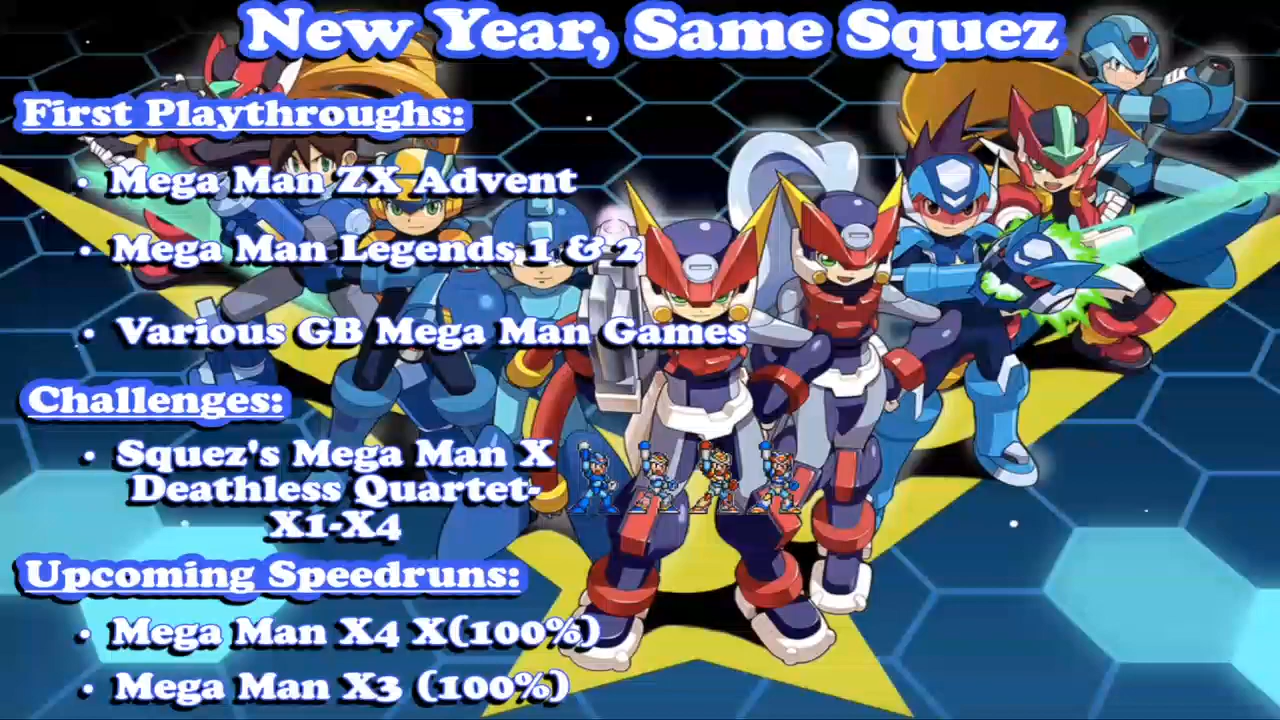 New Year, Same Squez
First Playthroughs:
• Mega Man ZX Advent
• Mega Man Legends 1 & 2
• Various GB Mega Man Games
Challenges:
• Squez's Mega Man X
Deathless Quartet-
X1-X4
Upcoming Speedruns:
• Mega Man X4 X(100%)
• Mega Man X3 (100%)